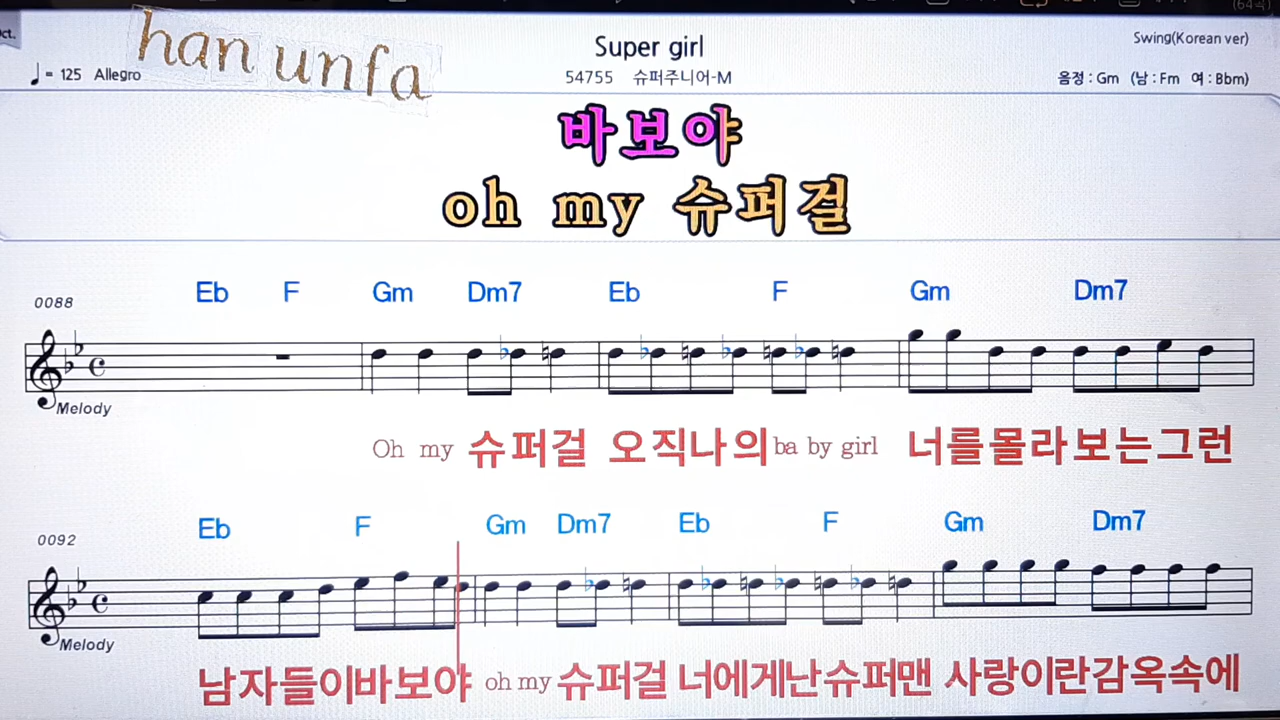 han unfa
Super girl
Swing(Korean ver)
♩= 125 Allegro
54755 슈퍼주니어-M
음정 : Gm (남 : Fm 여 : Bbm)
바보야
oh my 슈퍼걸
0088
Eb F Gm Dm7 Eb F Gm Dm7
Melody
Oh my 슈퍼걸 오직나의 ba by girl 너를몰라보는그런
0092
Eb F Gm Dm7 Eb F Gm Dm7
Melody
남자들이바보야 oh my 슈퍼걸 너에게난슈퍼맨 사랑이란감옥속에